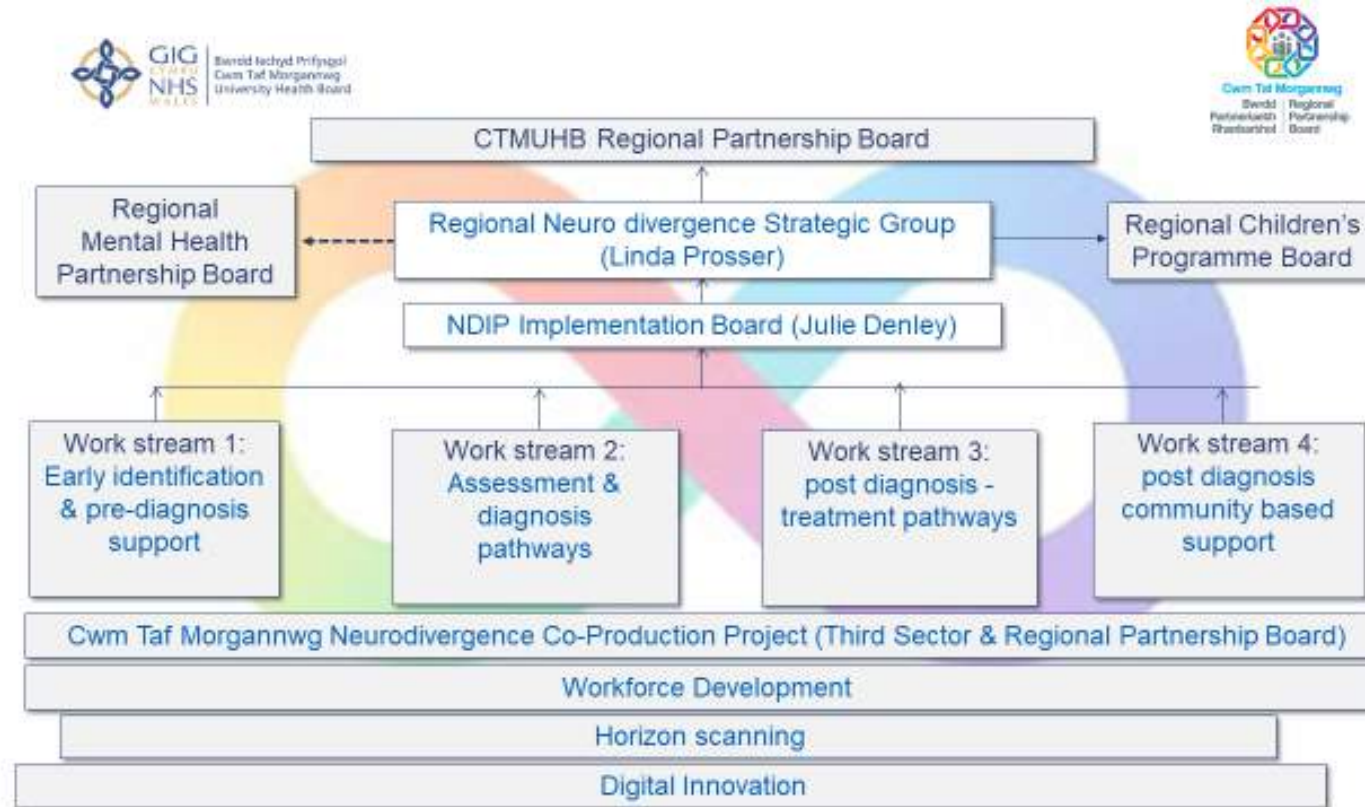 GIG
CYMRU
NHS
WALES
Bwrdd Iechyd Prifysgol
Cwm Taf Morgannwg
University Health Board
Cwm Taf Morgannwg
Bwrdd
Partneriaeth
Rhanbarthol
Regional
Partnership
Board
CTMUHB Regional Partnership Board
Regional
Mental Health
Partnership Board
Regional Neuro divergence Strategic Group
(Linda Prosser)
Regional Children’s
Programme Board
NDIP Implementation Board (Julie Denley)
Work stream 1:
Early identification
& pre-diagnosis
support
Work stream 2:
Assessment &
diagnosis
pathways
Work stream 3:
post diagnosis -
treatment pathways
Work stream 4:
post diagnosis
community based
support
Cwm Taf Morgannwg Neurodivergence Co-Production Project (Third Sector & Regional Partnership Board)
Workforce Development
Horizon scanning
Digital Innovation